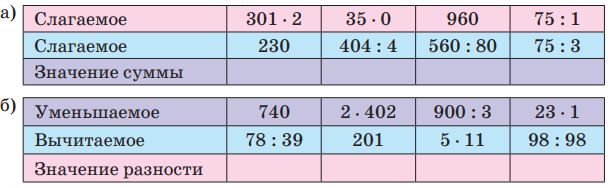 а) Слагаемое 301 · 2 35 · 0 960 75 : 1
Слагаемое 230 404 : 4 560 : 80 75 : 3
Значение суммы
б) Уменьшаемое 740 2 · 402 900 : 3 23 · 1
Вычитаемое 78 : 39 201 5 · 11 98 : 98
Значение разности